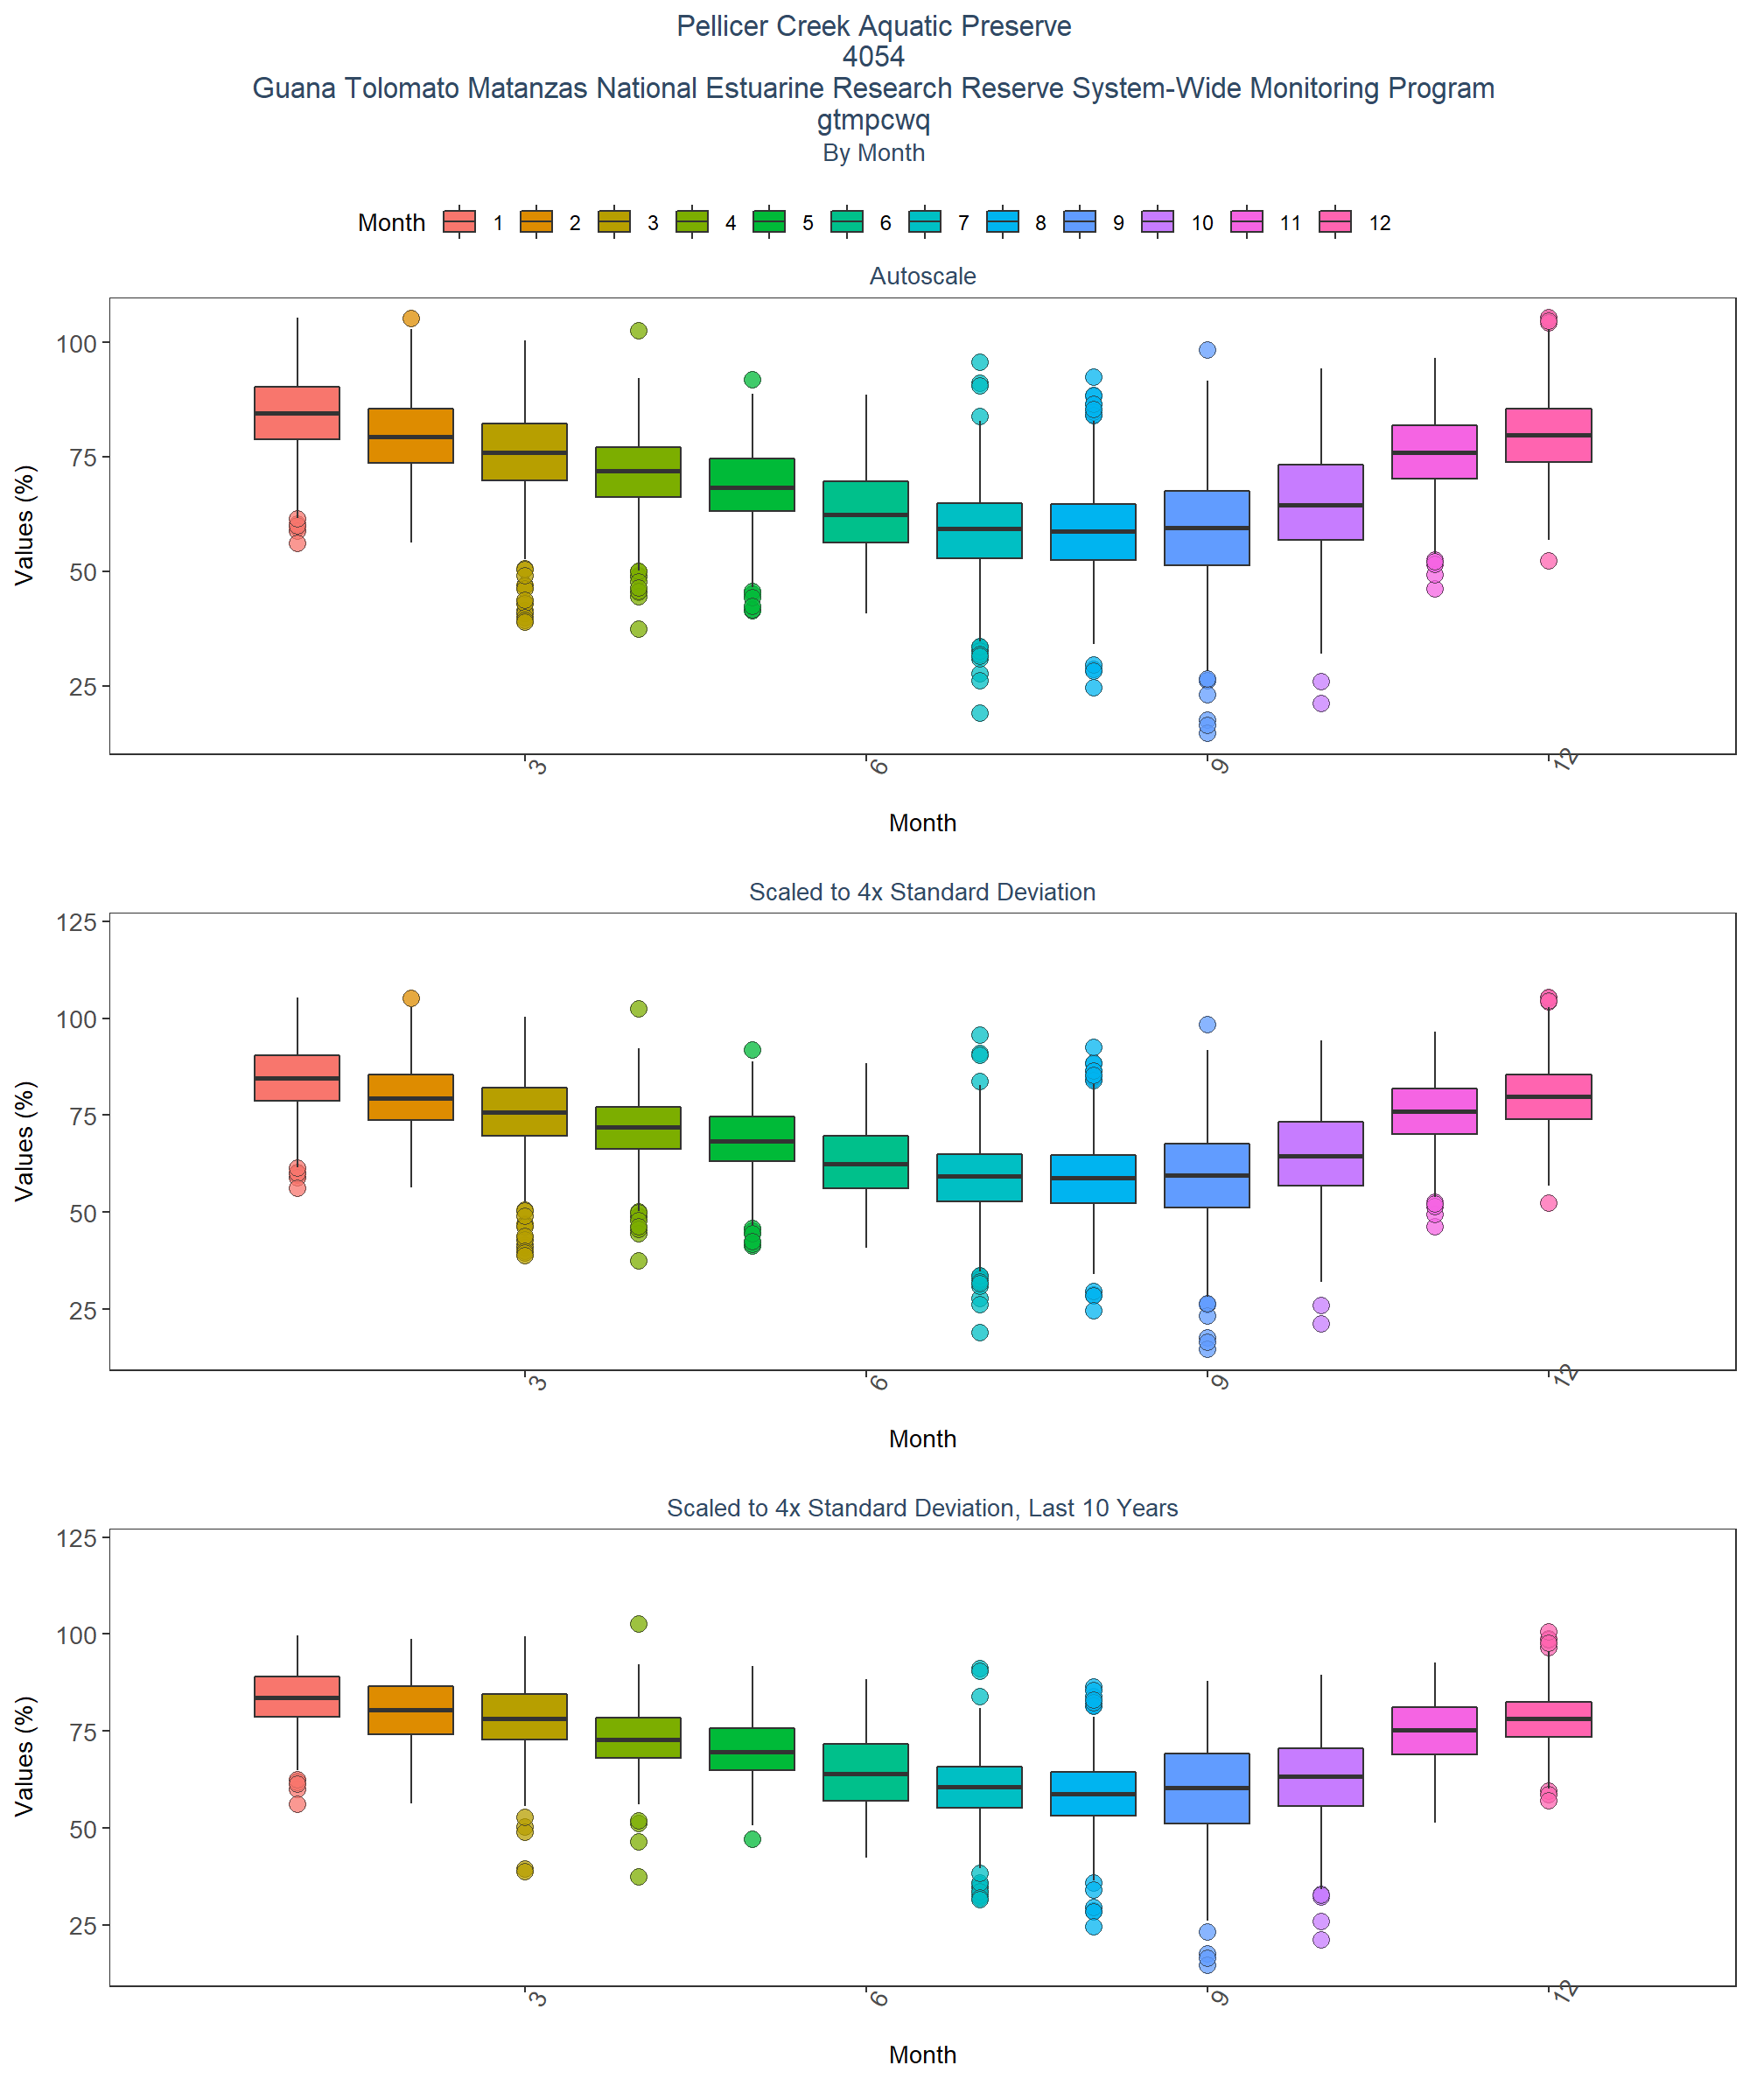 Pellicer Creek Aquatic Preserve
4054
Guana Tolomato Matanzas National Estuarine Research Reserve System-Wide Monitoring Program
gtmpcwq
By Month
Month 1 2 3 4 5 6 7 8 9 10 11 12
Autoscale
Values (%)
100
75
50
25
3 6 9 12
Month
Scaled to 4x Standard Deviation
Values (%)
125
100
75
50
25
3 6 9 12
Month
Scaled to 4x Standard Deviation, Last 10 Years
Values (%)
125
100
75
50
25
3 6 9 12
Month